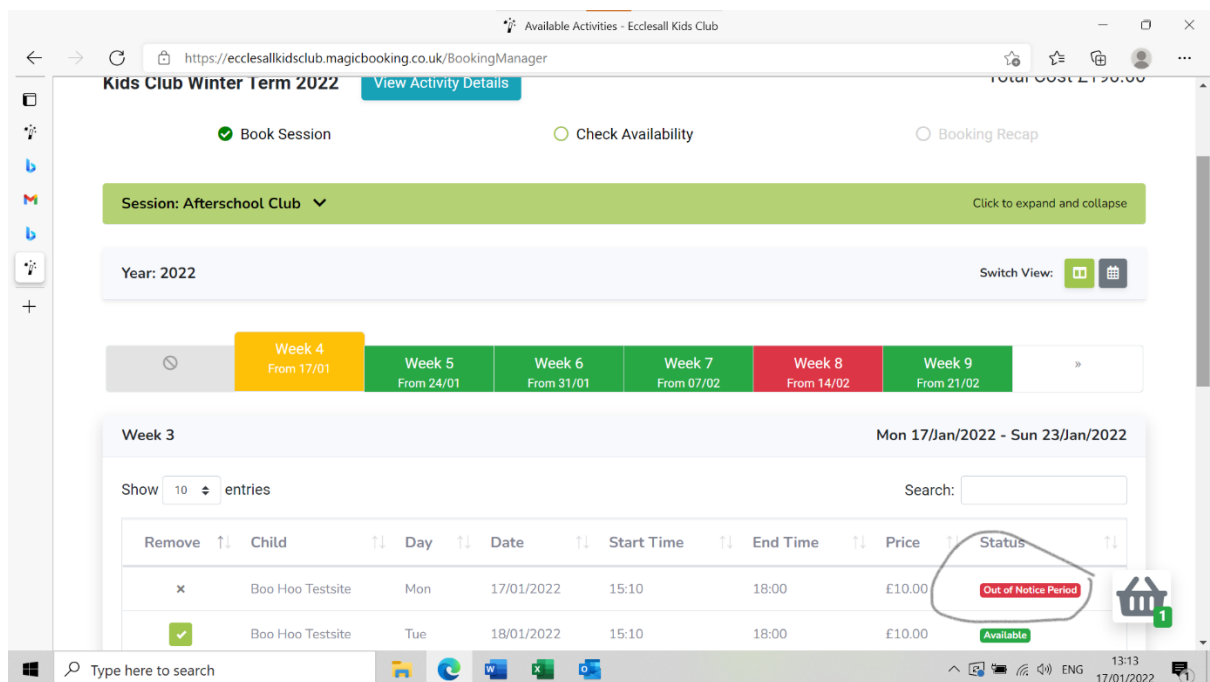 Available Activities - Ecclesall Kids Club
https://ecclesallkidsclub.magicbooking.co.uk/BookingManager
Kids Club Winter Term 2022 View Activity Details Total Cost £190.00
Book Session Check Availability Booking Recap
Session: Afterschool Club Click to expand and collapse
Year: 2022 Switch View:
Week 4 Week 5 Week 6 Week 7 Week 8 Week 9 »
From 17/01 From 24/01 From 31/01 From 07/02 From 14/02 From 21/02
Week 3 Mon 17/Jan/2022 - Sun 23/Jan/2022
Show 10 entries Search:
Remove Child Day Date Start Time End Time Price Status
× Boo Hoo Testsite Mon 17/01/2022 15:10 18:00 £10.00 Out of Notice Period
Boo Hoo Testsite Tue 18/01/2022 15:10 18:00 £10.00 Available
1
Type here to search ENG 13:13
17/01/2022 1